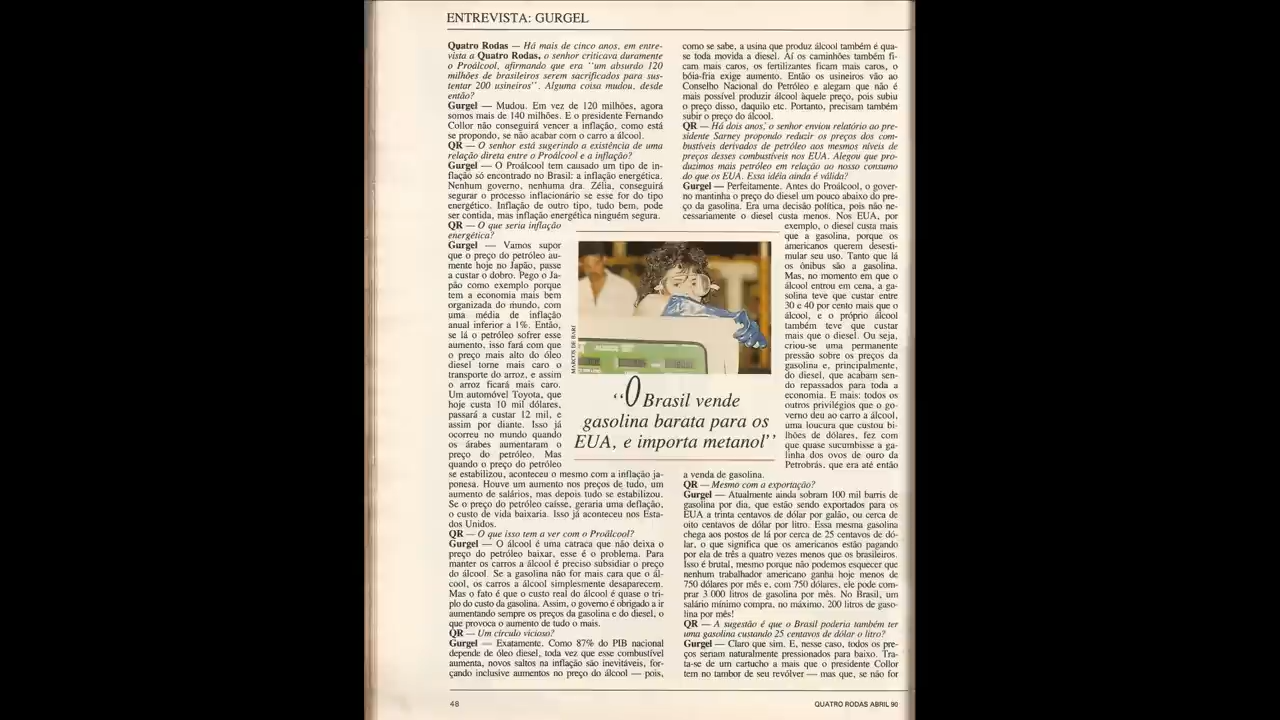 ENTREVISTA: GURGEL
Quatro Rodas — Há mais de cinco anos, em entre-
vista a Quatro Rodas, o senhor criticava duramente
o Proálcool, afirmando que era "um absurdo 120
milhões de brasileiros serem sacrificados para sus-
tentar 200 usineiros". Alguma coisa mudou, desde
então?
Gurgel — Mudou. Em vez de 120 milhões, agora
somos mais de 140 milhões. E o presidente Fernando
Collor não conseguirá vencer a inflação, como está
se propondo, se não acabar com o carro a álcool.
QR — O senhor está sugerindo a existência de uma
relação direta entre o Proálcool e a inflação?
Gurgel — O Proálcool tem causado um tipo de in-
flação só encontrado no Brasil: a inflação energética.
Nenhum governo, nenhuma dra. Zélia, conseguirá
segurar o processo inflacionário se esse for do tipo
energético. Inflação de outro tipo, tudo bem, pode
ser contida, mas inflação energética ninguém segura.
QR — O que seria inflação
energética?
Gurgel — Vamos supor
que o preço do petróleo au-
mente hoje no Japão, passe
a custar o dobro. Pego o Ja-
pão como exemplo porque
tem a economia mais bem
organizada do mundo, com
uma média de inflação
anual inferior a 1%. Então,
se lá o petróleo sofrer esse
aumento, isso fará com que
o preço mais alto do óleo
diesel torne mais caro o
transporte do arroz, e assim
o arroz ficará mais caro.
Um automóvel Toyota, que
hoje custa 10 mil dólares,
passará a custar 12 mil, e
assim por diante. Isso já
ocorreu no mundo quando
os árabes aumentaram o
preço do petróleo. Mas
quando o preço do petróleo
se estabilizou, aconteceu o mesmo com a inflação ja-
ponesa. Houve um aumento nos preços de tudo, um
aumento de salários, mas depois tudo se estabilizou.
Se o preço do petróleo caísse, geraria uma deflação,
o custo de vida baixaria. Isso já aconteceu nos Esta-
dos Unidos.
QR — O que isso tem a ver com o Proálcool?
Gurgel — O álcool é uma catraca que não deixa o
preço do petróleo baixar, esse é o problema. Para
manter os carros a álcool é preciso subsidiar o preço
do álcool. Se a gasolina não for mais cara que o ál-
cool, os carros a álcool simplesmente desaparecem.
Mas o fato é que o custo real do álcool é quase o tri-
plo do custo da gasolina. Assim, o governo é obrigado a ir
aumentando sempre os preços da gasolina e do diesel, o
que provoca o aumento de tudo o mais.
QR — Um círculo vicioso?
Gurgel — Exatamente. Como 87% do PIB nacional
depende de óleo diesel, toda vez que esse combustível
aumenta, novos saltos na inflação são inevitáveis, for-
çando inclusive aumentos no preço do álcool — pois,
como se sabe, a usina que produz álcool também é qua-
se toda movida a diesel. Aí os caminhões também fi-
cam mais caros, os fertilizantes ficam mais caros, o
bóia-fria exige aumento. Então os usineiros vão ao
Conselho Nacional do Petróleo e alegam que não é
mais possível produzir álcool àquele preço, pois subiu
o preço disso, daquilo etc. Portanto, precisam também
subir o preço do álcool.
QR — Há dois anos, o senhor enviou relatório ao pre-
sidente Sarney propondo reduzir os preços dos com-
bustíveis derivados de petróleo aos mesmos níveis de
preços desses combustíveis nos EUA. Alegou que pro-
duzimos mais petróleo em relação ao nosso consumo
do que os EUA. Essa idéia ainda é válida?
Gurgel — Perfeitamente. Antes do Proálcool, o gover-
no mantinha o preço do diesel um pouco abaixo do pre-
ço da gasolina. Era uma decisão política, pois não ne-
cessariamente o diesel custa menos. Nos EUA, por
exemplo, o diesel custa mais
que a gasolina, porque os
americanos querem desesti-
mular seu uso. Tanto que lá
os ônibus são a gasolina.
Mas, no momento em que o
álcool entrou em cena, a ga-
solina teve que custar entre
30 e 40 por cento mais que o
álcool, e o próprio álcool
também teve que custar
mais que o diesel. Ou seja,
criou-se uma permanente
pressão sobre os preços da
gasolina e, principalmente,
do diesel, que acabam sen-
do repassados para toda a
economia. E mais: todos os
outros privilégios que o go-
verno deu ao carro a álcool,
uma loucura que custou bi-
lhões de dólares, fez com
que quase sucumbisse a ga-
linha dos ovos de ouro da
Petrobrás, que era até então
a venda de gasolina.
QR — Mesmo com a exportação?
Gurgel — Atualmente ainda sobram 100 mil barris de
gasolina por dia, que estão sendo exportados para os
EUA a trinta centavos de dólar por galão, ou cerca de
oito centavos de dólar por litro. Essa mesma gasolina
chega aos postos de lá por cerca de 25 centavos de dó-
lar, o que significa que os americanos estão pagando
por ela de três a quatro vezes menos que os brasileiros.
Isso é brutal, mesmo porque não podemos esquecer que
nenhum trabalhador americano ganha hoje menos de
750 dólares por mês e, com 750 dólares, ele pode com-
prar 3 000 litros de gasolina por mês. No Brasil, um
salário mínimo compra, no máximo, 200 litros de gaso-
lina por mês!
QR — A sugestão é que o Brasil poderia também ter
uma gasolina custando 25 centavos de dólar o litro?
Gurgel — Claro que sim. E, nesse caso, todos os pre-
ços seriam naturalmente pressionados para baixo. Tra-
ta-se de um cartucho a mais que o presidente Collor
tem no tambor de seu revólver — mas que, se não for
MARCOS DE BARI
"O Brasil vende
gasolina barata para os
EUA, e importa metanol"
48
QUATRO RODAS ABRIL 90